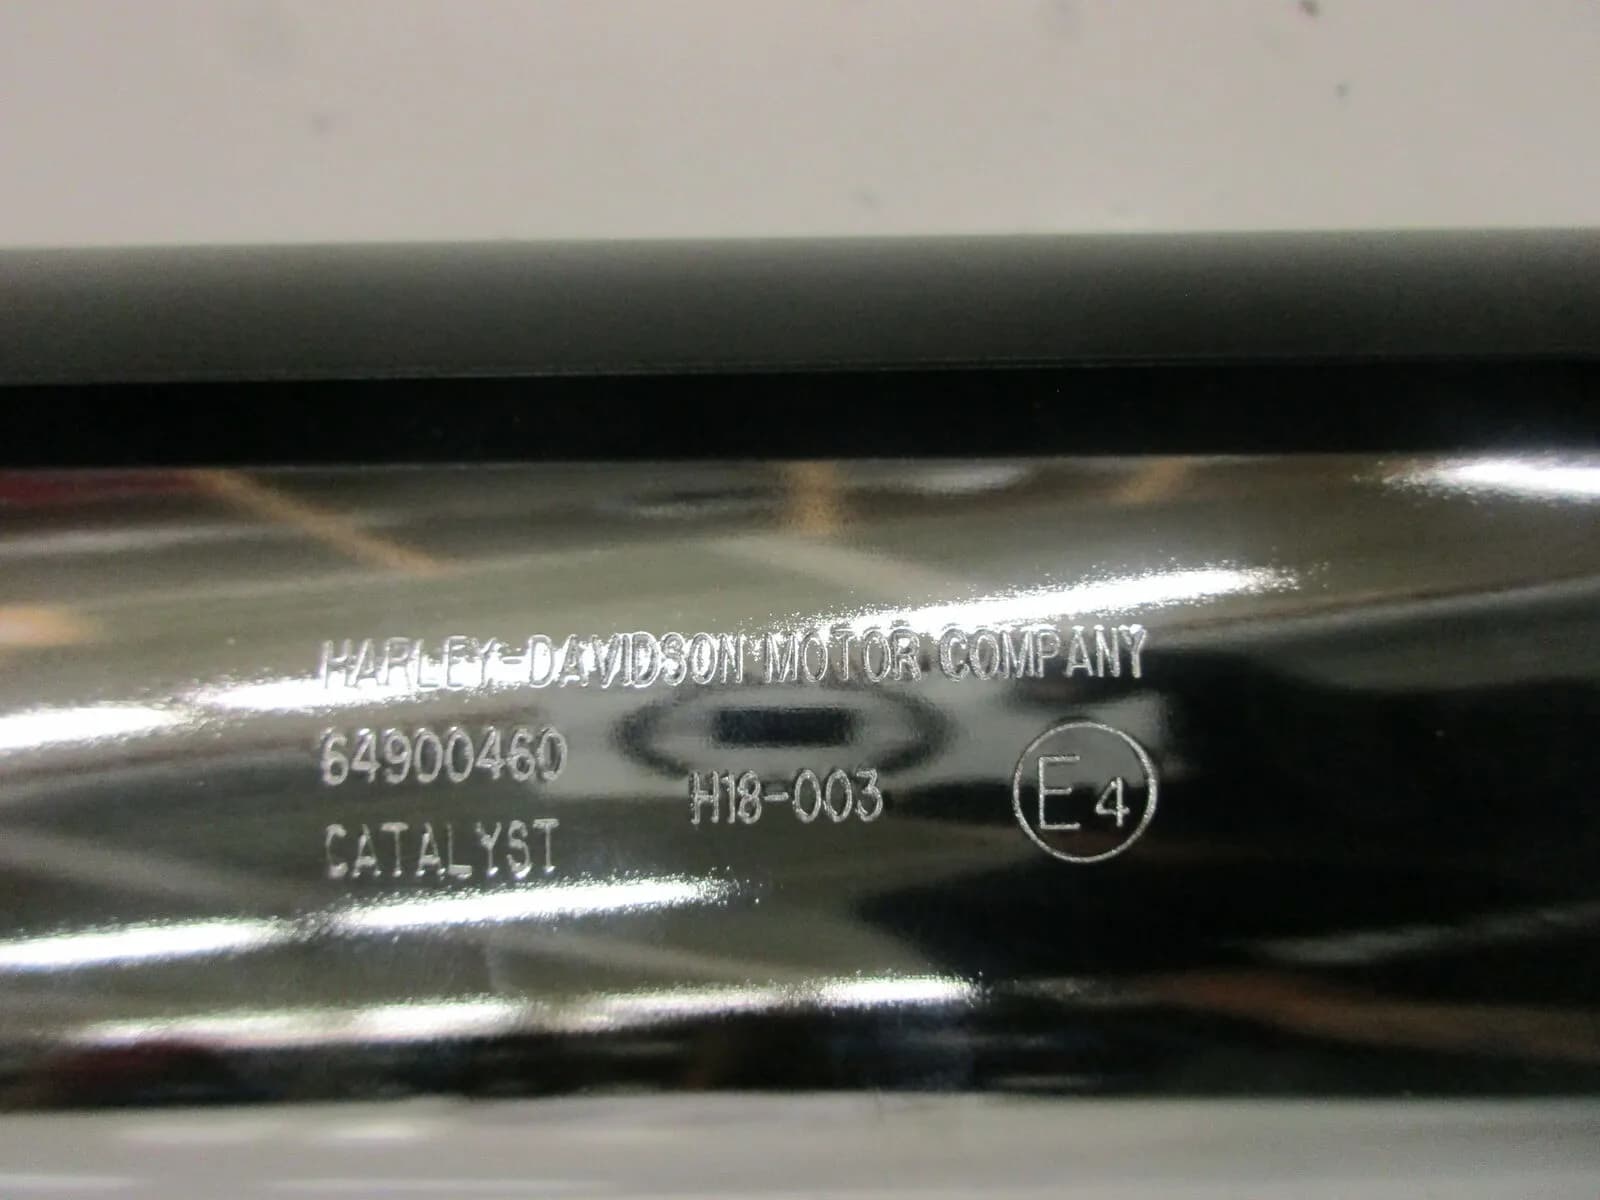 HARLEY-DAVIDSON MOTOR COMPANY
64900460
H18-003
E4
CATALYST